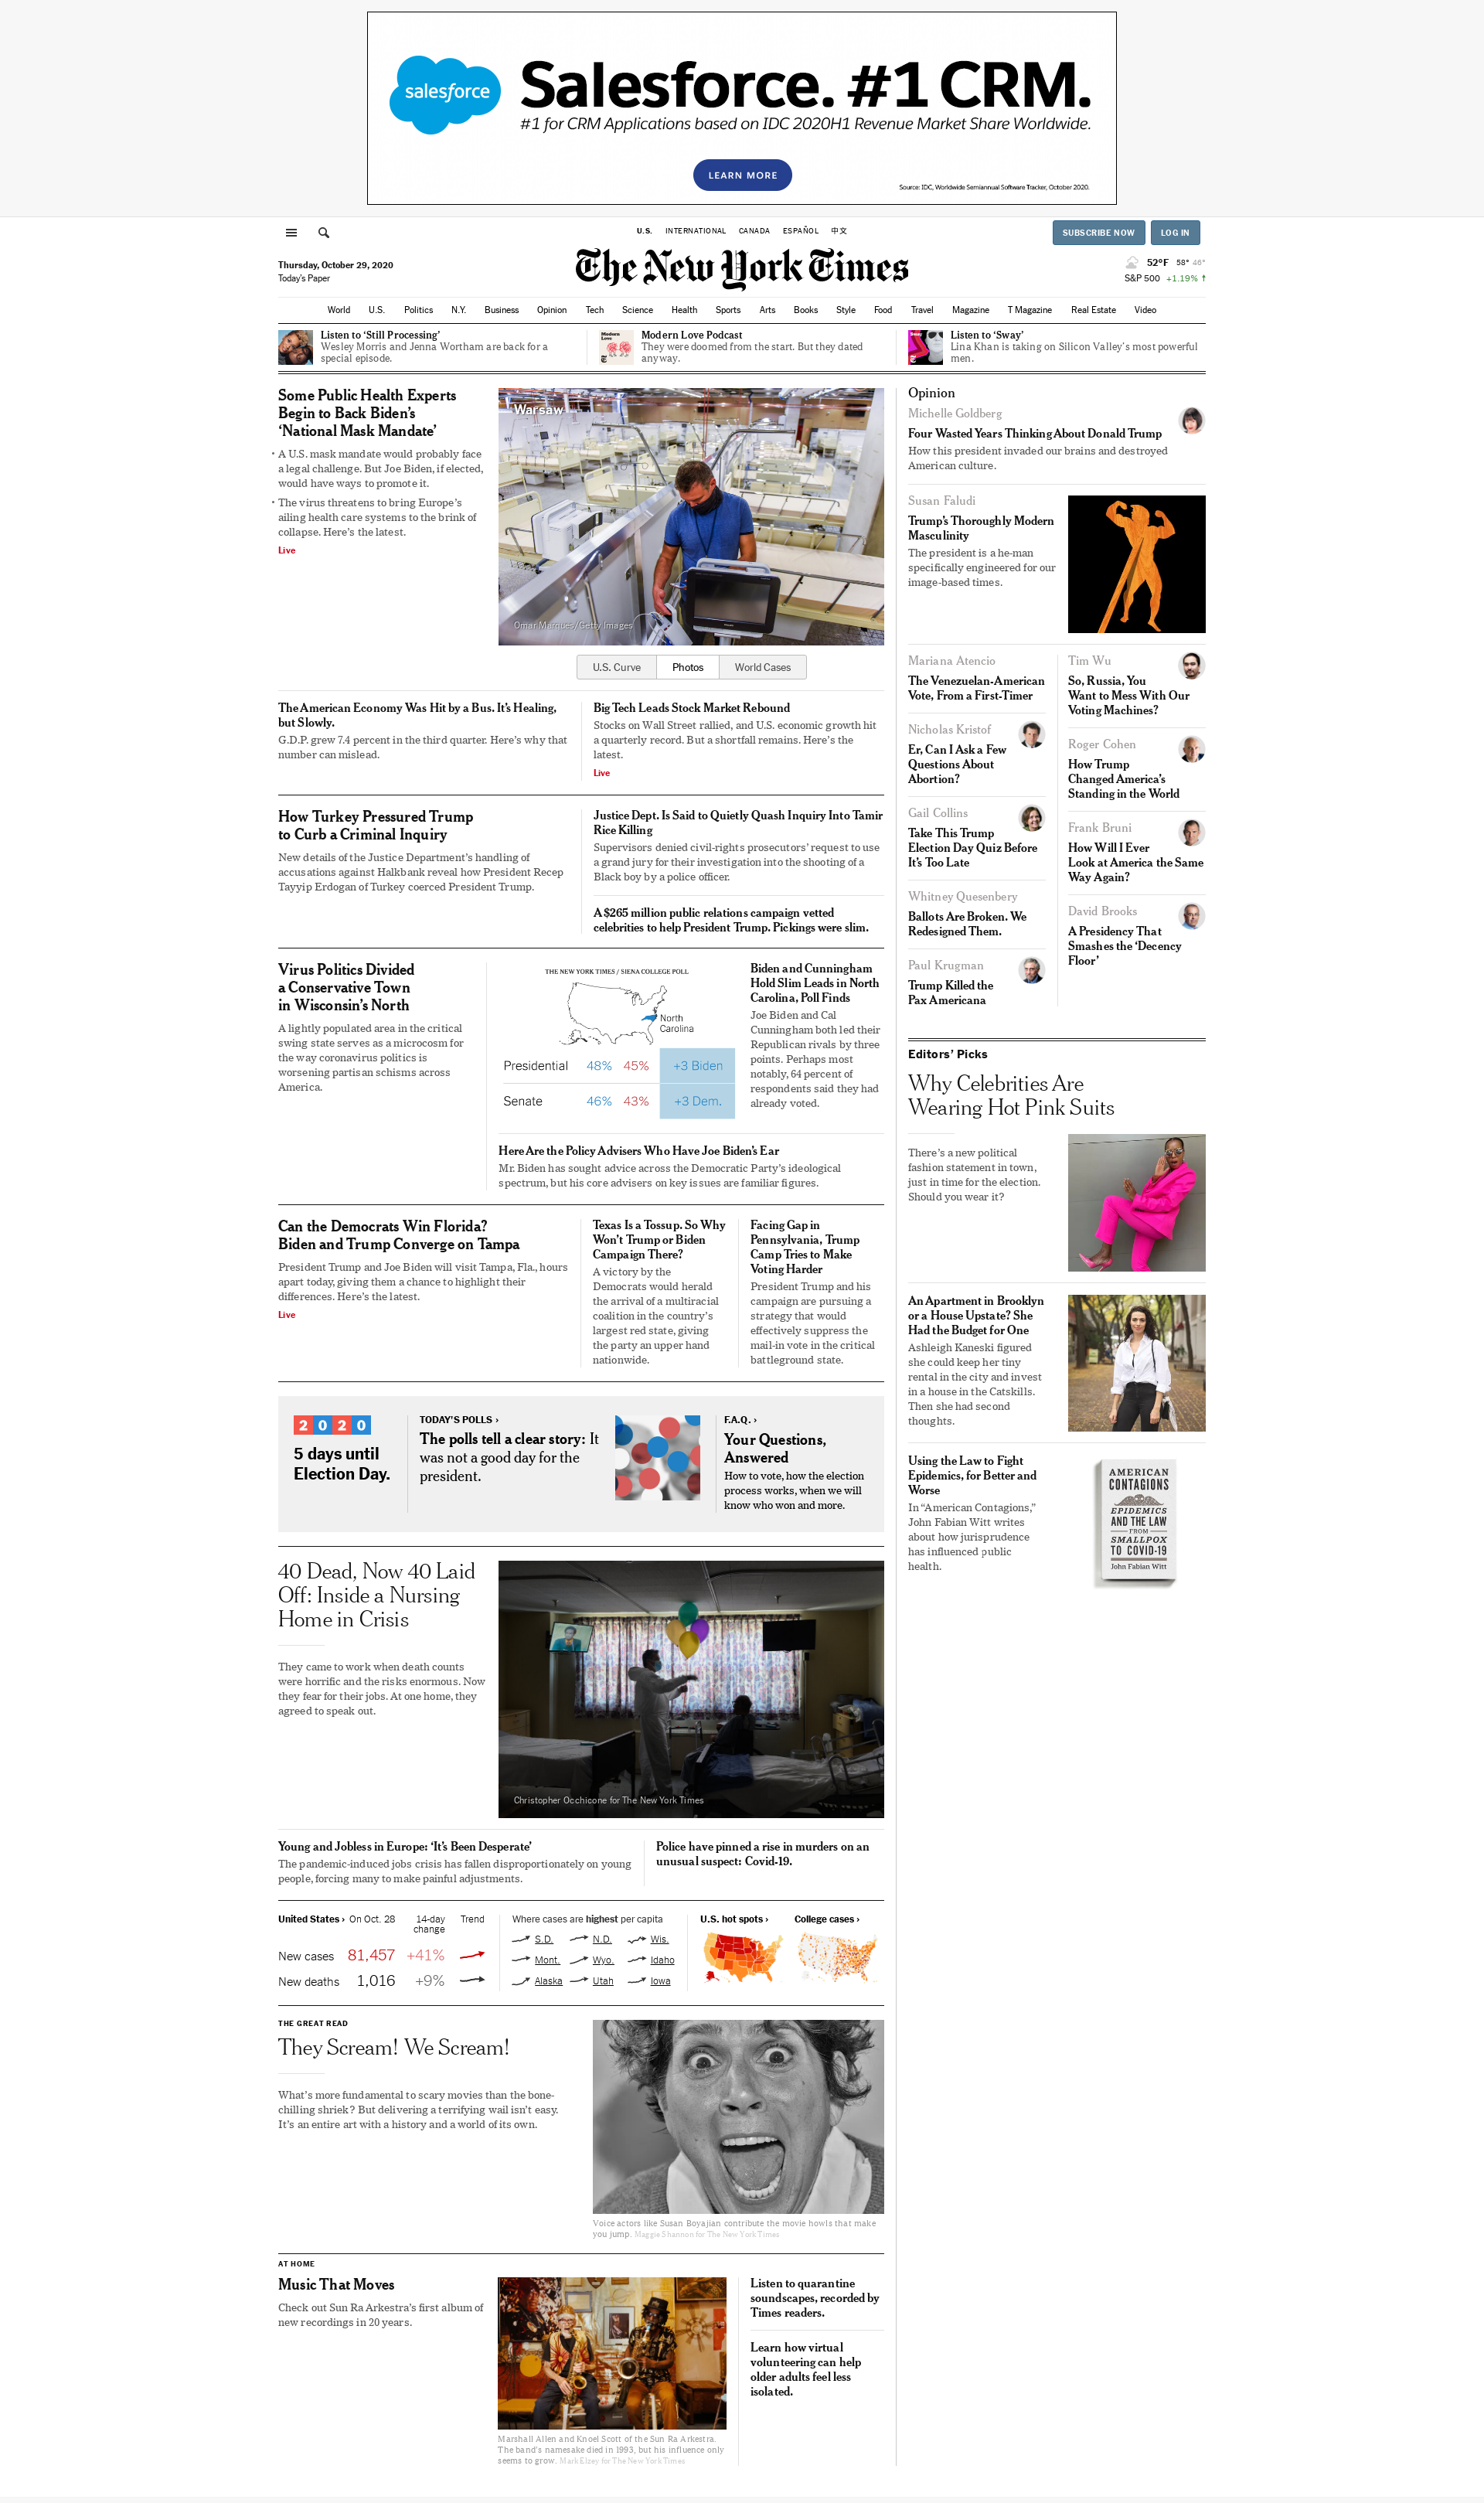 salesforce
Salesforce. #1 CRM.
#1 for CRM Applications based on IDC 2020H1 Revenue Market Share Worldwide.
LEARN MORE
Source: IDC, Worldwide Semiannual Software Tracker, October 2020.
U.S. INTERNATIONAL CANADA ESPAÑOL 中文
SUBSCRIBE NOW LOG IN
The New York Times
Thursday, October 29, 2020
Today's Paper
52°F 58° 46°
S&P 500 +1.19% ↑
World U.S. Politics N.Y. Business Opinion Tech Science Health Sports Arts Books Style Food Travel Magazine T Magazine Real Estate Video
Listen to ‘Still Processing’
Wesley Morris and Jenna Wortham are back for a
special episode.
Modern Love
Modern Love Podcast
They were doomed from the start. But they dated
anyway.
Listen to ‘Sway’
Lina Khan is taking on Silicon Valley’s most powerful
men.
Some Public Health Experts
Begin to Back Biden’s
‘National Mask Mandate’
• A U.S. mask mandate would probably face
a legal challenge. But Joe Biden, if elected,
would have ways to promote it.
• The virus threatens to bring Europe’s
ailing health care systems to the brink of
collapse. Here’s the latest.
Live
Warsaw
Omar Marques/Getty Images
U.S. Curve Photos World Cases
The American Economy Was Hit by a Bus. It’s Healing,
but Slowly.
G.D.P. grew 7.4 percent in the third quarter. Here’s why that
number can mislead.
Big Tech Leads Stock Market Rebound
Stocks on Wall Street rallied, and U.S. economic growth hit
a quarterly record. But a shortfall remains. Here’s the
latest.
Live
How Turkey Pressured Trump
to Curb a Criminal Inquiry
New details of the Justice Department’s handling of
accusations against Halkbank reveal how President Recep
Tayyip Erdogan of Turkey coerced President Trump.
Justice Dept. Is Said to Quietly Quash Inquiry Into Tamir
Rice Killing
Supervisors denied civil-rights prosecutors’ request to use
a grand jury for their investigation into the shooting of a
Black boy by a police officer.
A $265 million public relations campaign vetted
celebrities to help President Trump. Pickings were slim.
Virus Politics Divided
a Conservative Town
in Wisconsin’s North
A lightly populated area in the critical
swing state serves as a microcosm for
the way coronavirus politics is
worsening partisan schisms across
America.
THE NEW YORK TIMES / SIENA COLLEGE POLL
North
Carolina
Presidential 48% 45% +3 Biden
Senate 46% 43% +3 Dem.
Biden and Cunningham
Hold Slim Leads in North
Carolina, Poll Finds
Joe Biden and Cal
Cunningham both led their
Republican rivals by three
points. Perhaps most
notably, 64 percent of
respondents said they had
already voted.
Here Are the Policy Advisers Who Have Joe Biden’s Ear
Mr. Biden has sought advice across the Democratic Party’s ideological
spectrum, but his core advisers on key issues are familiar figures.
Can the Democrats Win Florida?
Biden and Trump Converge on Tampa
President Trump and Joe Biden will visit Tampa, Fla., hours
apart today, giving them a chance to highlight their
differences. Here’s the latest.
Live
Texas Is a Tossup. So Why
Won’t Trump or Biden
Campaign There?
A victory by the
Democrats would herald
the arrival of a multiracial
coalition in the country’s
largest red state, giving
the party an upper hand
nationwide.
Facing Gap in
Pennsylvania, Trump
Camp Tries to Make
Voting Harder
President Trump and his
campaign are pursuing a
strategy that would
effectively suppress the
mail-in vote in the critical
battleground state.
2020
5 days until
Election Day.
TODAY’S POLLS ›
The polls tell a clear story: It
was not a good day for the
president.
F.A.Q. ›
Your Questions,
Answered
How to vote, how the election
process works, when we will
know who won and more.
40 Dead, Now 40 Laid
Off: Inside a Nursing
Home in Crisis
They came to work when death counts
were horrific and the risks enormous. Now
they fear for their jobs. At one home, they
agreed to speak out.
Christopher Occhicone for The New York Times
Young and Jobless in Europe: ‘It’s Been Desperate’
The pandemic-induced jobs crisis has fallen disproportionately on young
people, forcing many to make painful adjustments.
Police have pinned a rise in murders on an
unusual suspect: Covid-19.
United States › On Oct. 28 14-day
change Trend
New cases 81,457 +41%
New deaths 1,016 +9%
Where cases are highest per capita
S.D. N.D. Wis.
Mont. Wyo. Idaho
Alaska Utah Iowa
U.S. hot spots › College cases ›
THE GREAT READ
They Scream! We Scream!
What’s more fundamental to scary movies than the bone-
chilling shriek? But delivering a terrifying wail isn’t easy.
It’s an entire art with a history and a world of its own.
Voice actors like Susan Boyajian contribute the movie howls that make
you jump. Maggie Shannon for The New York Times
AT HOME
Music That Moves
Check out Sun Ra Arkestra’s first album of
new recordings in 20 years.
Marshall Allen and Knoel Scott of the Sun Ra Arkestra.
The band’s namesake died in 1993, but his influence only
seems to grow. Mark Elzey for The New York Times
Listen to quarantine
soundscapes, recorded by
Times readers.
Learn how virtual
volunteering can help
older adults feel less
isolated.
Opinion
Michelle Goldberg
Four Wasted Years Thinking About Donald Trump
How this president invaded our brains and destroyed
American culture.
Susan Faludi
Trump’s Thoroughly Modern
Masculinity
The president is a he-man
specifically engineered for our
image-based times.
Mariana Atencio
The Venezuelan-American
Vote, From a First-Timer
Nicholas Kristof
Er, Can I Ask a Few
Questions About
Abortion?
Gail Collins
Take This Trump
Election Day Quiz Before
It’s Too Late
Whitney Quesenbery
Ballots Are Broken. We
Redesigned Them.
Paul Krugman
Trump Killed the
Pax Americana
Tim Wu
So, Russia, You
Want to Mess With Our
Voting Machines?
Roger Cohen
How Trump
Changed America’s
Standing in the World
Frank Bruni
How Will I Ever
Look at America the Same
Way Again?
David Brooks
A Presidency That
Smashes the ‘Decency
Floor’
Editors’ Picks
Why Celebrities Are
Wearing Hot Pink Suits
There’s a new political
fashion statement in town,
just in time for the election.
Should you wear it?
An Apartment in Brooklyn
or a House Upstate? She
Had the Budget for One
Ashleigh Kaneski figured
she could keep her tiny
rental in the city and invest
in a house in the Catskills.
Then she had second
thoughts.
Using the Law to Fight
Epidemics, for Better and
Worse
In “American Contagions,”
John Fabian Witt writes
about how jurisprudence
has influenced public
health.
AMERICAN
CONTAGIONS
EPIDEMICS
AND THE LAW
FROM
SMALLPOX
TO COVID-19
John Fabian Witt